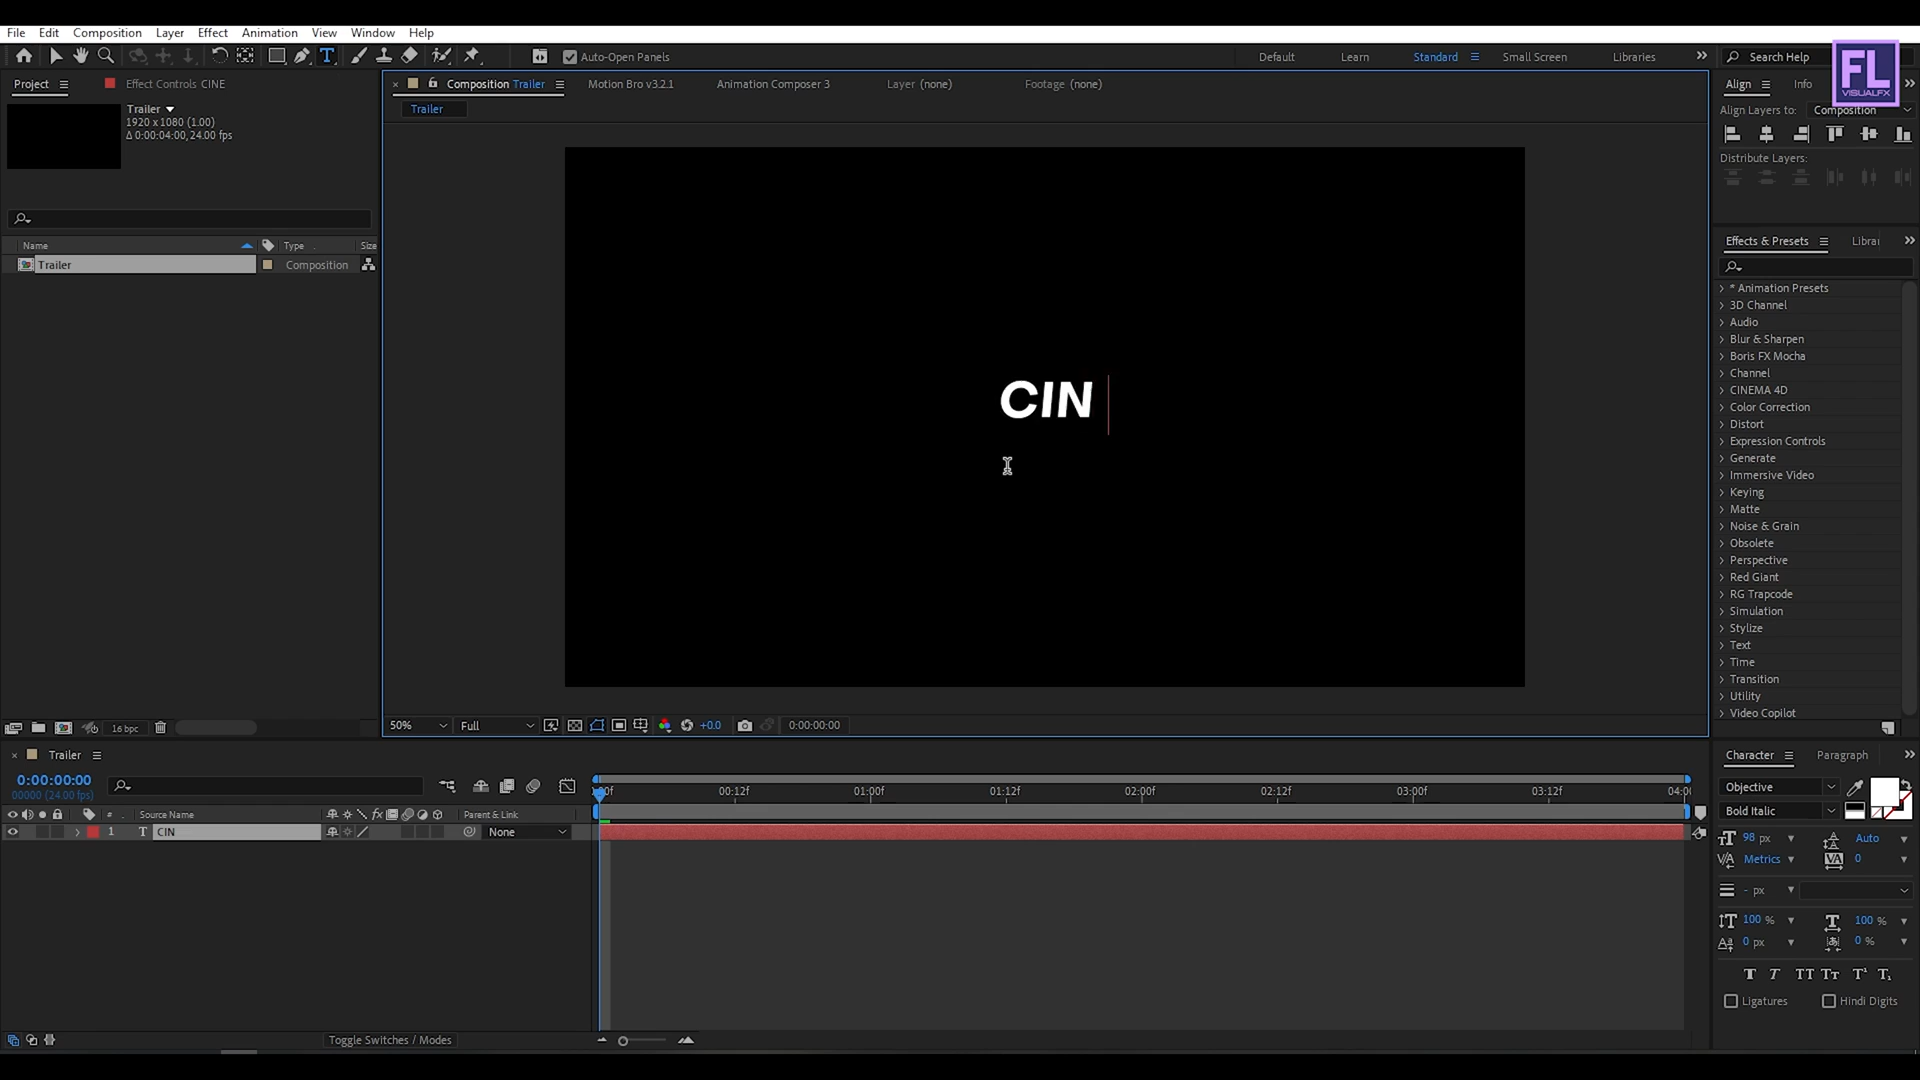 File Edit Composition Layer Effect Animation View Window Help
Auto-Open Panels
Default Learn Standard Small Screen Libraries Search Help
FL
VISUALFX
Project Effect Controls CINE
Composition Trailer Motion Bro v3.2.1 Animation Composer 3 Layer (none) Footage (none)
Align Info
Trailer
1920 x 1080 (1.00)
Δ 0:00:04:00, 24.00 fps
Trailer
Align Layers to: Composition
Distribute Layers:
Name Type Size
Trailer Composition
CIN
Effects & Presets Librar
* Animation Presets
3D Channel
Audio
Blur & Sharpen
Boris FX Mocha
Channel
CINEMA 4D
Color Correction
Distort
Expression Controls
Generate
Immersive Video
Keying
Matte
Noise & Grain
Obsolete
Perspective
Red Giant
RG Trapcode
Simulation
Stylize
Text
Time
Transition
Utility
Video Copilot
16 bpc
50% Full +0.0 0:00:00:00
Trailer
0:00:00:00
00000 (24.00 fps)
:00f 00:12f 01:00f 01:12f 02:00f 02:12f 03:00f 03:12f 04:00
# Source Name fx Parent & Link
1 T CIN None
Toggle Switches / Modes
Character Paragraph
Objective
Bold Italic
98 px Auto
Metrics 0
- px
100 % 100 %
0 px 0 %
T T TT Tt T¹ T₁
Ligatures Hindi Digits